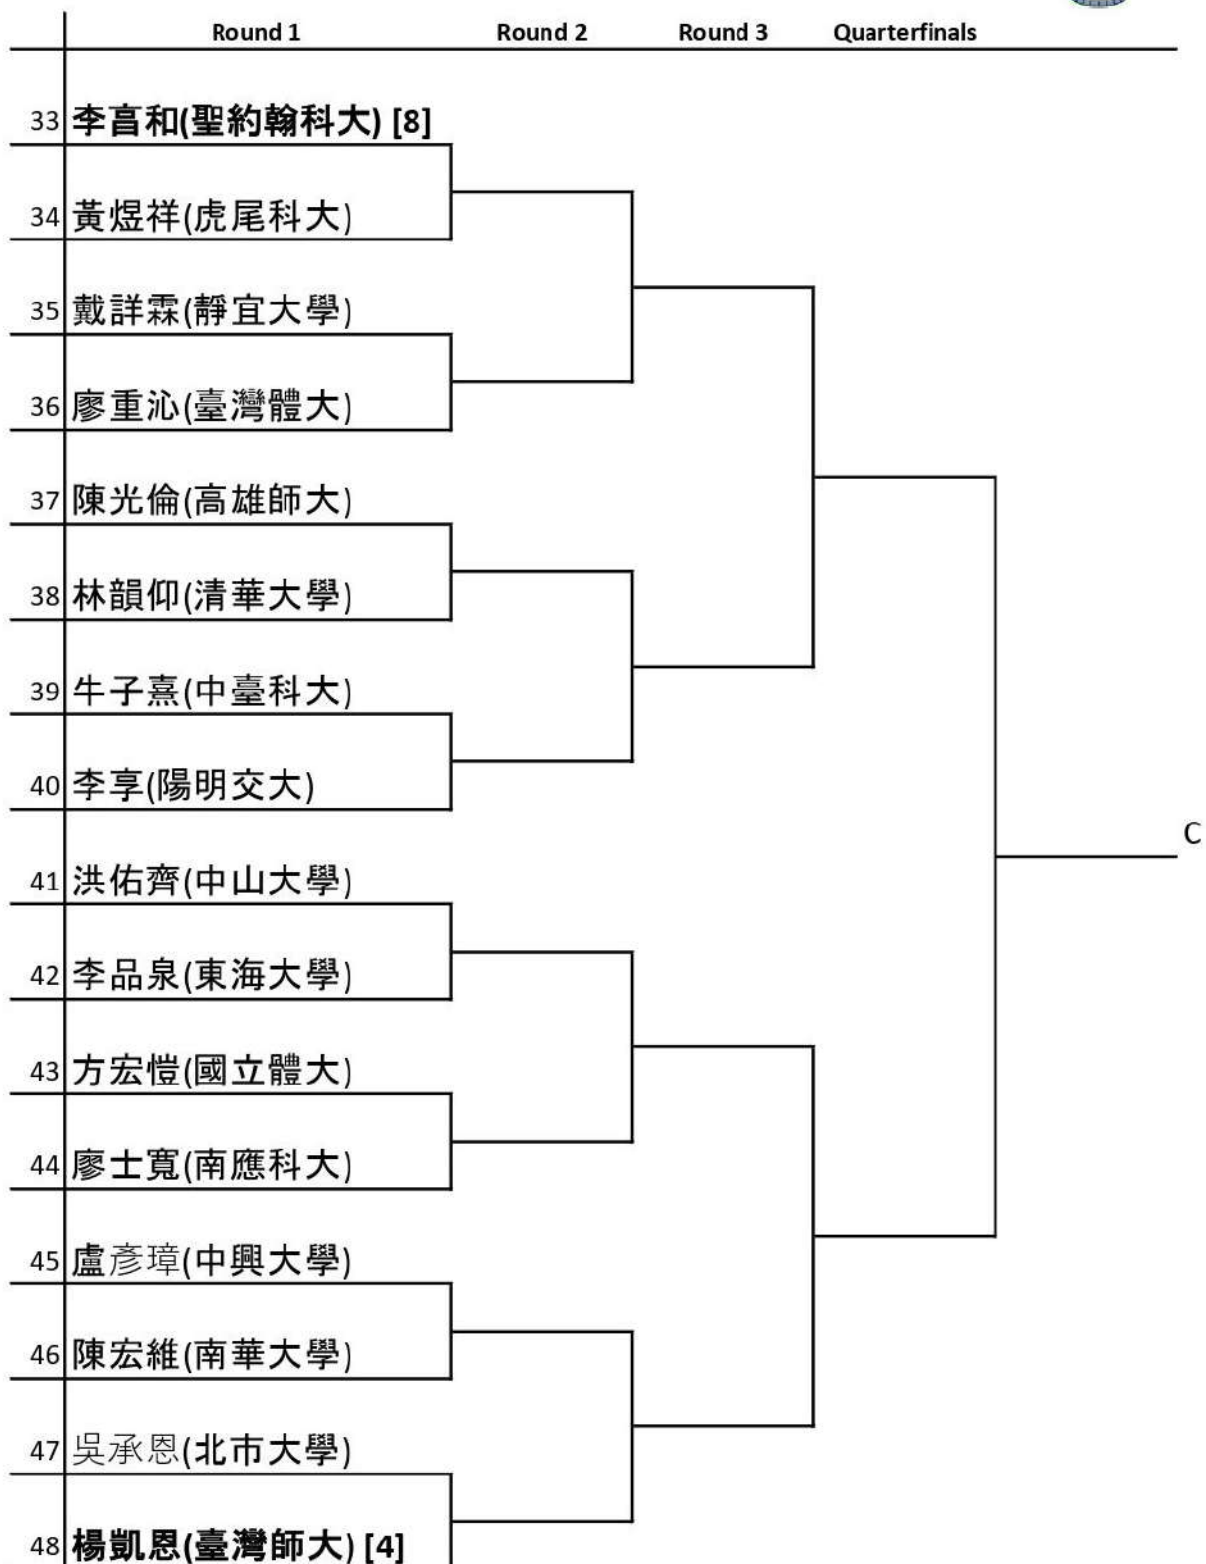 Round 1 Round 2 Round 3 Quarterfinals
33 李亯和(聖約翰科大) [8]
34 黃煜祥(虎尾科大)
35 戴詳霖(靜宜大學)
36 廖重沁(臺灣體大)
37 陳光倫(高雄師大)
38 林韻仰(清華大學)
39 牛子熹(中臺科大)
40 李享(陽明交大)
C
41 洪佑齊(中山大學)
42 李品泉(東海大學)
43 方宏愷(國立體大)
44 廖士寬(南應科大)
45 盧彥璋(中興大學)
46 陳宏維(南華大學)
47 吳承恩(北市大學)
48 楊凱恩(臺灣師大) [4]